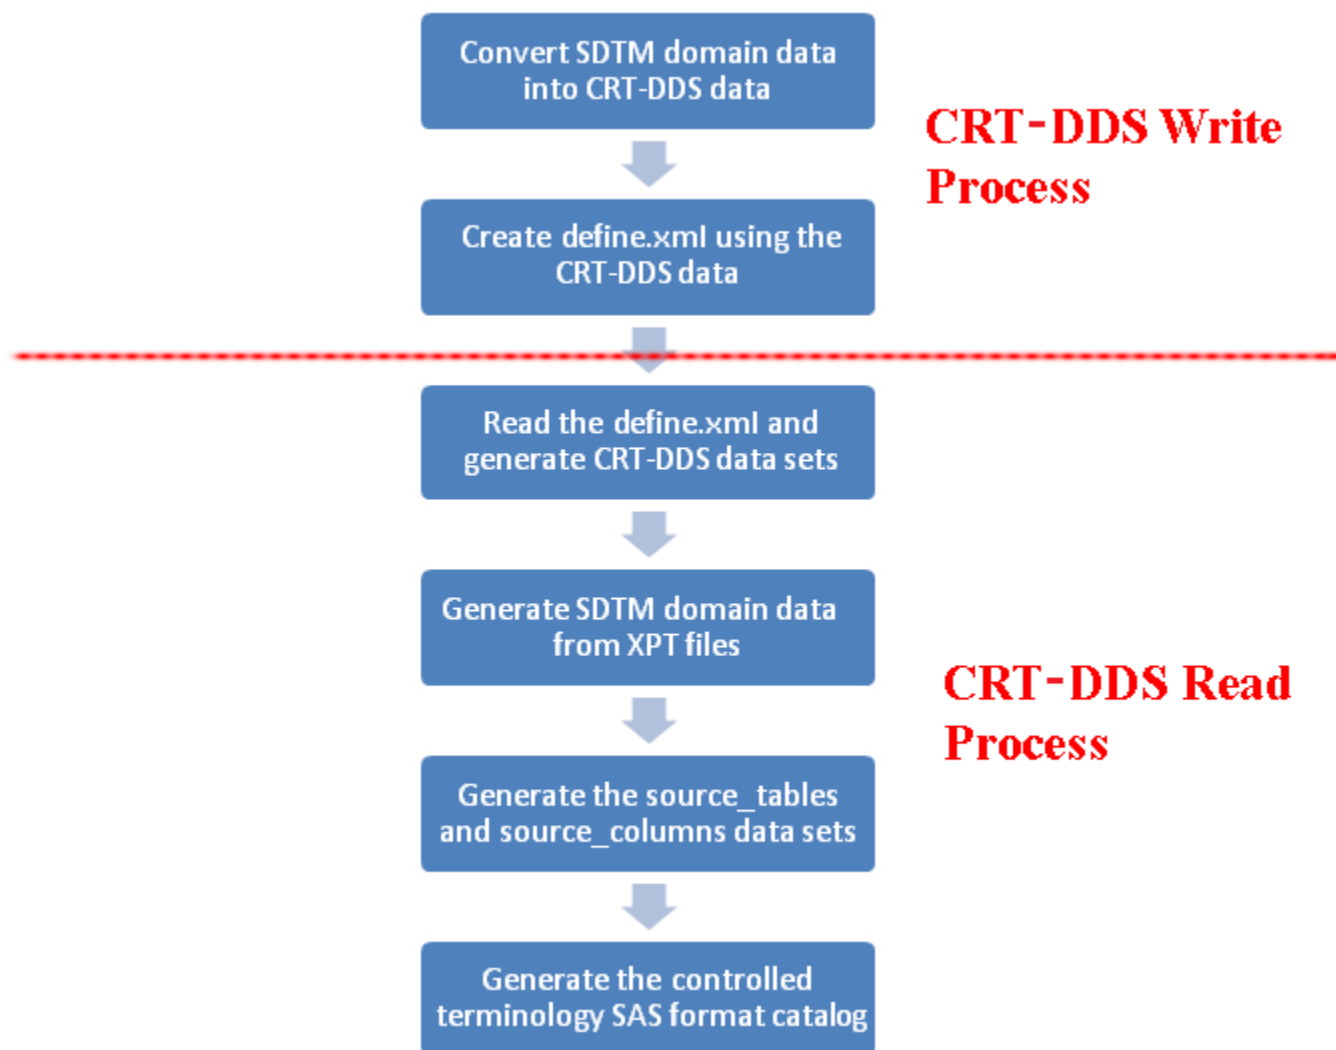 Convert SDTM domain data
into CRT-DDS data
CRT-DDS Write
Process
Create define.xml using the
CRT-DDS data
Read the define.xml and
generate CRT-DDS data sets
Generate SDTM domain data
from XPT files
CRT-DDS Read
Process
Generate the source_tables
and source_columns data sets
Generate the controlled
terminology SAS format catalog